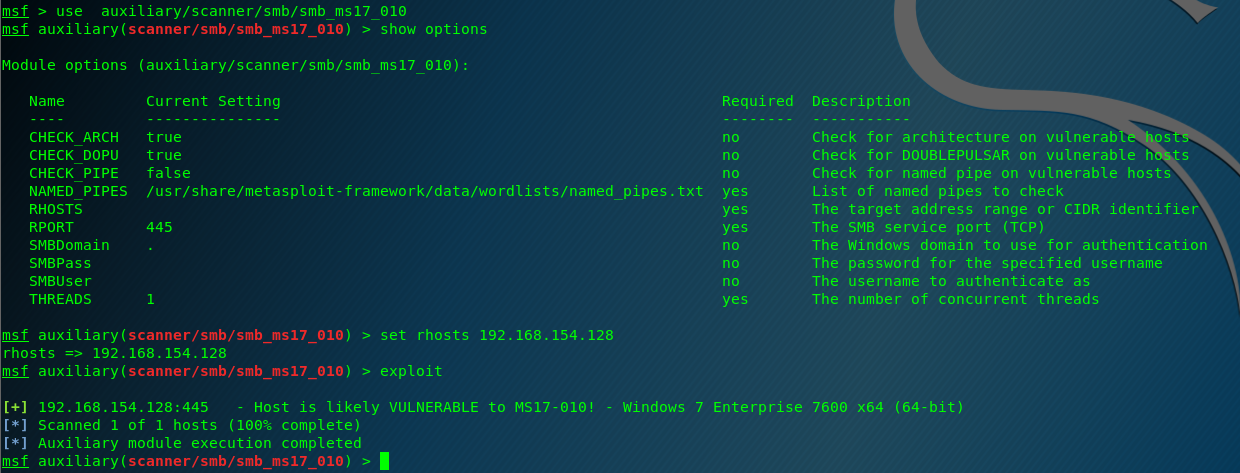 msf > use  auxiliary/scanner/smb/smb_ms17_010
msf auxiliary(scanner/smb/smb_ms17_010) > show options
Module options (auxiliary/scanner/smb/smb_ms17_010):
   Name         Current Setting                                                 Required  Description
   ----         ---------------                                                 --------  -----------
   CHECK_ARCH   true                                                            no        Check for architecture on vulnerable hosts
   CHECK_DOPU   true                                                            no        Check for DOUBLEPULSAR on vulnerable hosts
   CHECK_PIPE   false                                                           no        Check for named pipe on vulnerable hosts
   NAMED_PIPES  /usr/share/metasploit-framework/data/wordlists/named_pipes.txt  yes       List of named pipes to check
   RHOSTS                                                                       yes       The target address range or CIDR identifier
   RPORT        445                                                             yes       The SMB service port (TCP)
   SMBDomain    .                                                               no        The Windows domain to use for authentication
   SMBPass                                                                      no        The password for the specified username
   SMBUser                                                                      no        The username to authenticate as
   THREADS      1                                                               yes       The number of concurrent threads
msf auxiliary(scanner/smb/smb_ms17_010) > set rhosts 192.168.154.128
rhosts => 192.168.154.128
msf auxiliary(scanner/smb/smb_ms17_010) > exploit
[+] 192.168.154.128:445   - Host is likely VULNERABLE to MS17-010! - Windows 7 Enterprise 7600 x64 (64-bit)
[*] Scanned 1 of 1 hosts (100% complete)
[*] Auxiliary module execution completed
msf auxiliary(scanner/smb/smb_ms17_010) >